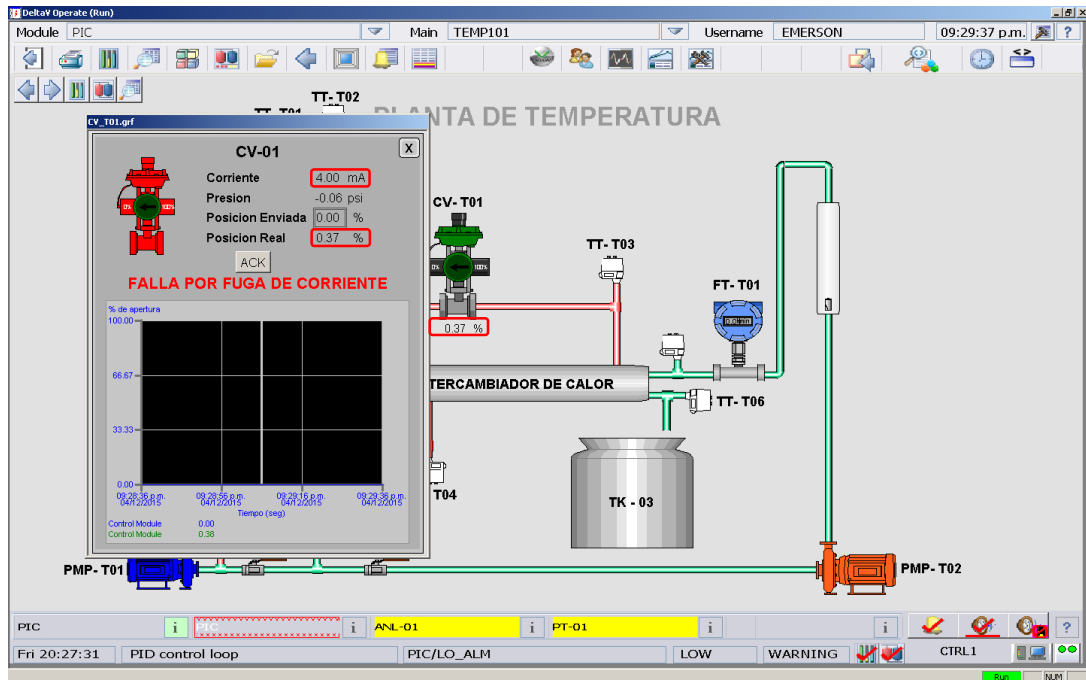 DeltaV Operate (Run)
Module PIC Main TEMP101 Username EMERSON 09:29:37 p.m. ?
TT- T02
TT- T01
PLANTA DE TEMPERATURA
CV_T01.grf
CV-01 X
Corriente 4.00 mA
Presion -0.06 psi
Posicion Enviada 0.00 %
Posicion Real 0.37 %
0% 100%
ACK
FALLA POR FUGA DE CORRIENTE
% de apertura
100.00
66.67
33.33
0.00
09:28:36 p.m. 09:28:56 p.m. 09:29:16 p.m. 09:29:36 p.m.
04/12/2015 04/12/2015 04/12/2015 04/12/2015
Tiempo (seg)
Control Module 0.00
Control Module 0.38
CV- T01
0% 100%
0.37 %
TT- T03
FT- T01
TERCAMBIADOR DE CALOR
TT- T06
T04
TK - 03
PMP- T01
PMP- T02
PIC i PIC i ANL-01 i PT-01 i i ?
Fri 20:27:31 PID control loop PIC/LO_ALM LOW WARNING CTRL1
Run NUM